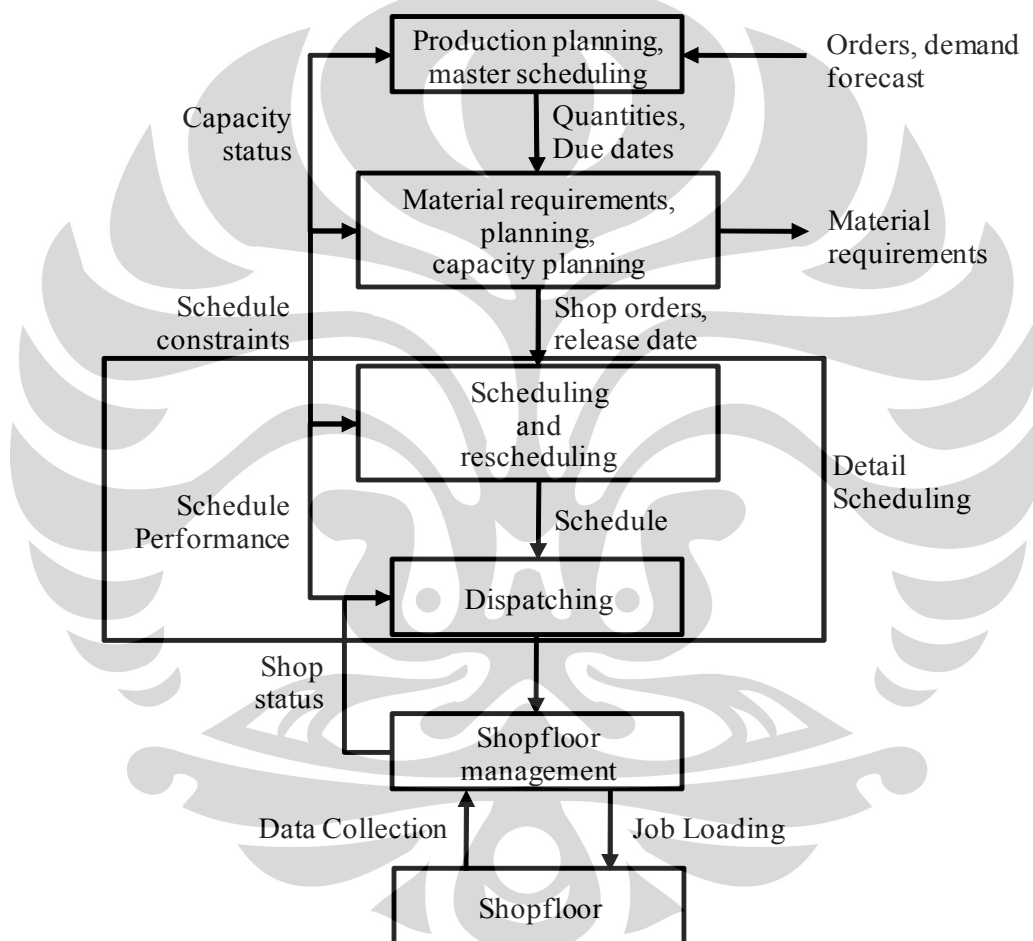 Production planning,
master scheduling
Orders, demand
forecast
Capacity
status
Quantities,
Due dates
Material requirements,
planning,
capacity planning
Material
requirements
Schedule
constraints
Shop orders,
release date
Scheduling
and
rescheduling
Detail
Scheduling
Schedule
Performance
Schedule
Dispatching
Shop
status
Shopfloor
management
Data Collection
Job Loading
Shopfloor